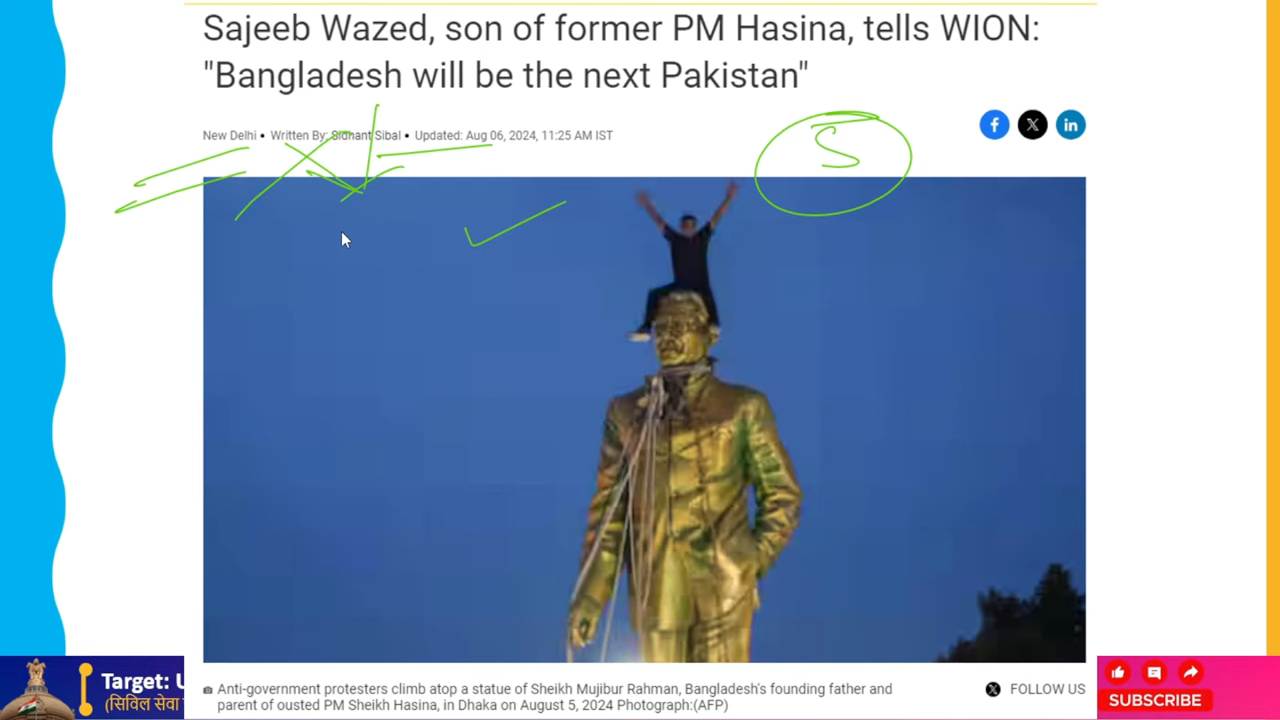 Sajeeb Wazed, son of former PM Hasina, tells WION:
"Bangladesh will be the next Pakistan"
New Delhi • Written By: Sidhant Sibal • Updated: Aug 06, 2024, 11:25 AM IST
S
Anti-government protesters climb atop a statue of Sheikh Mujibur Rahman, Bangladesh's founding father and
parent of ousted PM Sheikh Hasina, in Dhaka on August 5, 2024 Photograph:(AFP)
FOLLOW US
Target: U
(सिविल सेवा
SUBSCRIBE